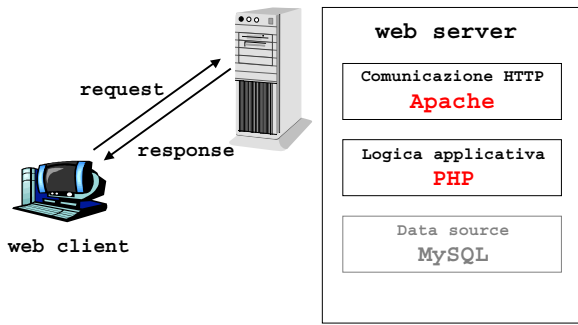 request
response
web client
web server
Comunicazione HTTP
Apache
Logica applicativa
PHP
Data source
MySQL